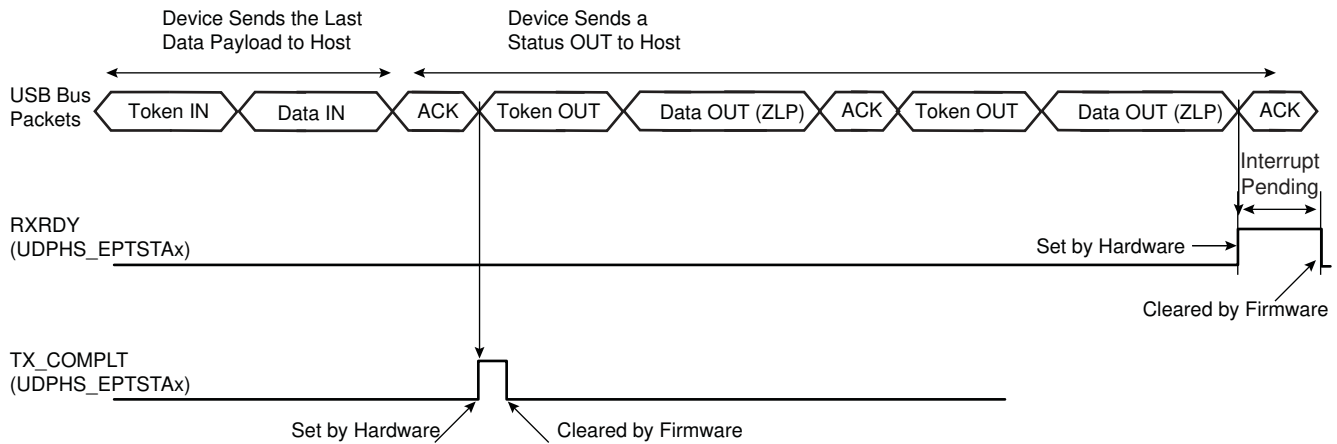 Device Sends the Last
Data Payload to Host
Device Sends a
Status OUT to Host
USB Bus
Packets
Token IN
Data IN
ACK
Token OUT
Data OUT (ZLP)
ACK
Token OUT
Data OUT (ZLP)
ACK
Interrupt
Pending
RXRDY
(UDPHS_EPTSTAx)
Set by Hardware
Cleared by Firmware
TX_COMPLT
(UDPHS_EPTSTAx)
Set by Hardware
Cleared by Firmware